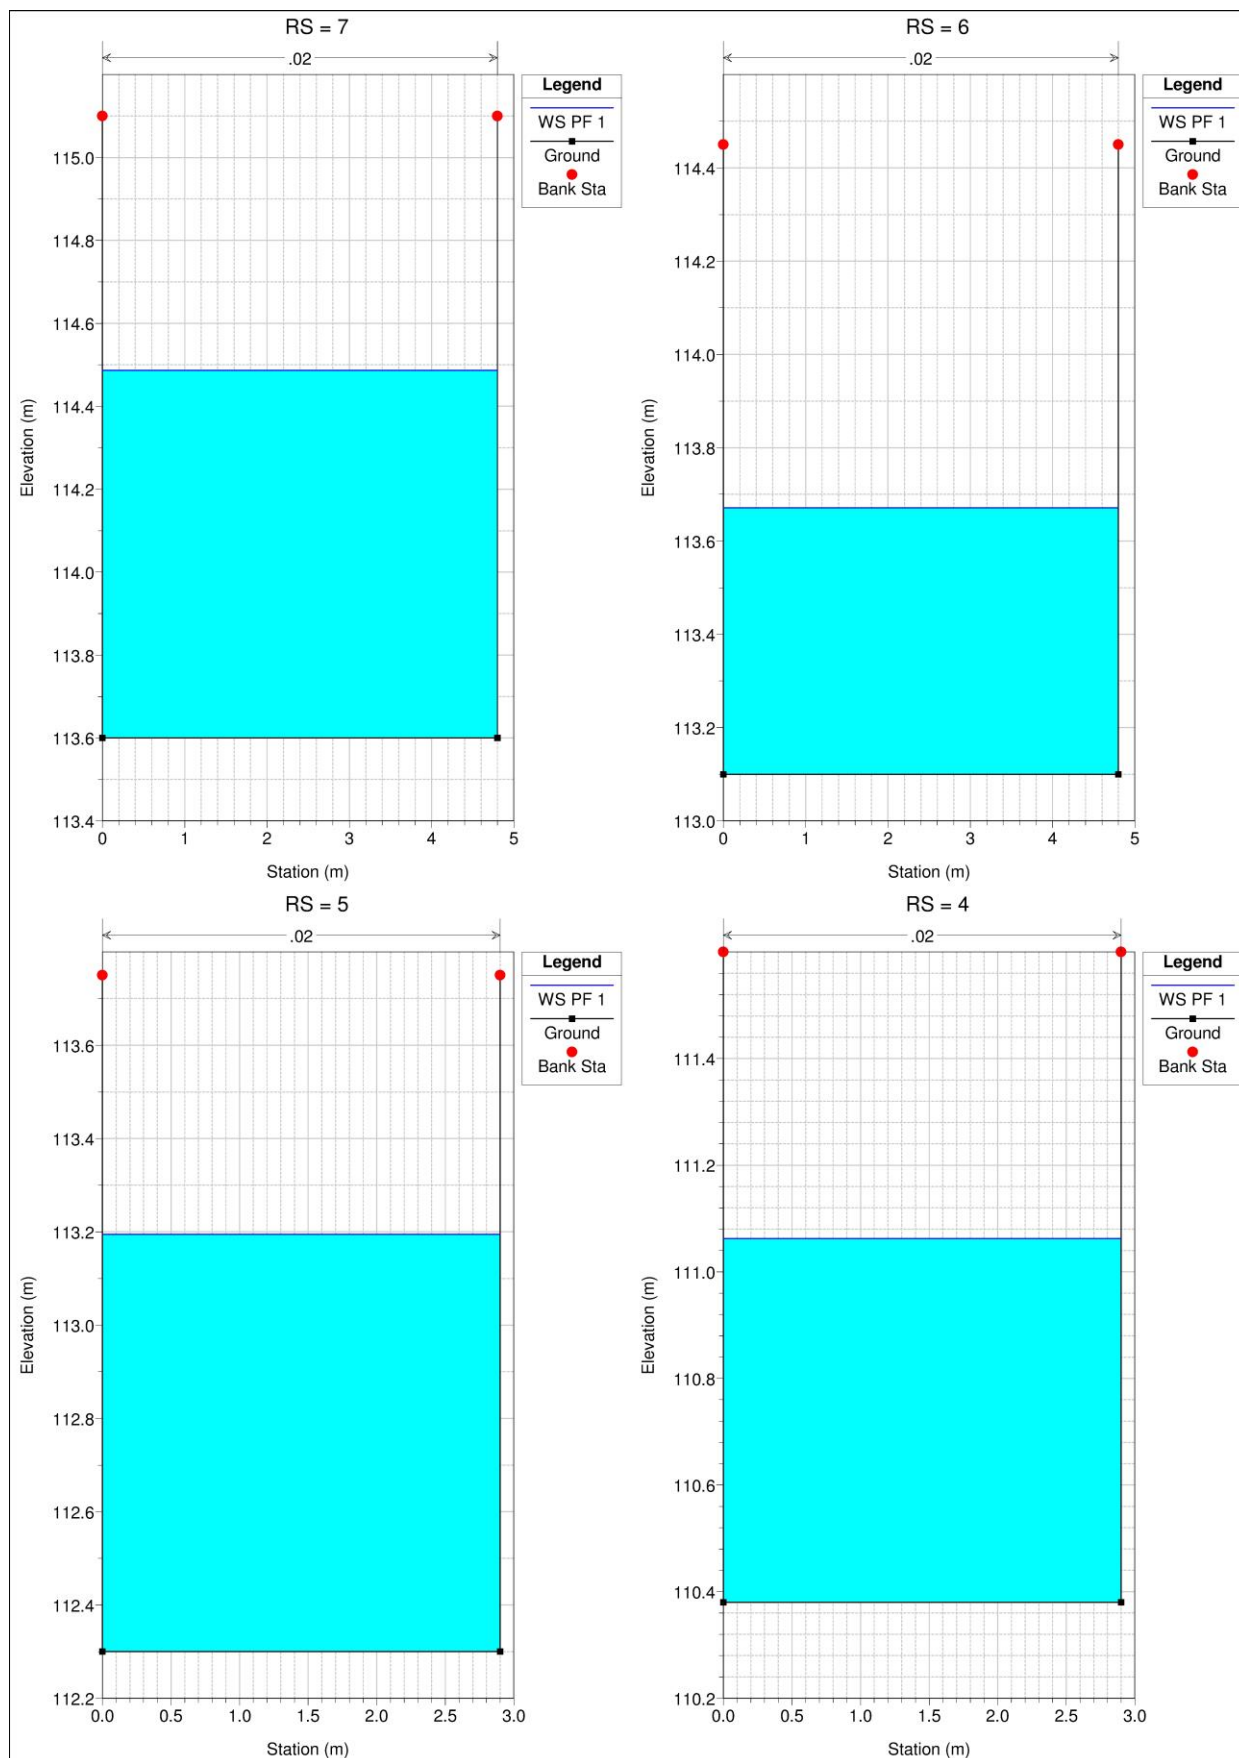 RS = 7
.02
Legend
WS PF 1
Ground
Bank Sta
115.0
114.8
114.6
114.4
114.2
114.0
113.8
113.6
113.4
Elevation (m)
0 1 2 3 4 5
Station (m)
RS = 6
.02
Legend
WS PF 1
Ground
Bank Sta
114.4
114.2
114.0
113.8
113.6
113.4
113.2
113.0
Elevation (m)
0 1 2 3 4 5
Station (m)
RS = 5
.02
Legend
WS PF 1
Ground
Bank Sta
113.6
113.4
113.2
113.0
112.8
112.6
112.4
112.2
Elevation (m)
0.0 0.5 1.0 1.5 2.0 2.5 3.0
Station (m)
RS = 4
.02
Legend
WS PF 1
Ground
Bank Sta
111.4
111.2
111.0
110.8
110.6
110.4
110.2
Elevation (m)
0.0 0.5 1.0 1.5 2.0 2.5 3.0
Station (m)